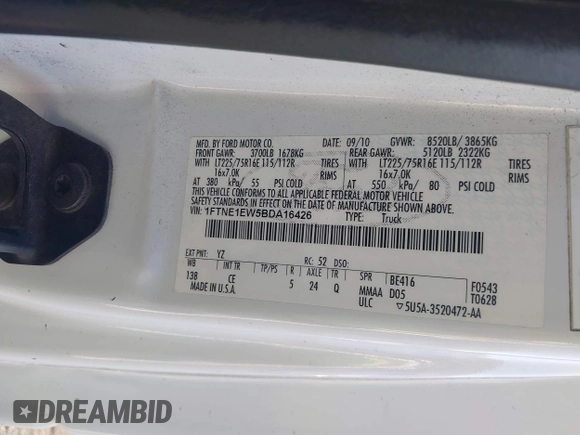 MFD. BY FORD MOTOR CO.
DATE: 09/10 GVWR: 8520LB/ 3865KG
FRONT GAWR: 3700LB 1678KG REAR GAWR: 5120LB 2322KG
WITH LT225/75R16E 115/112R TIRES WITH LT225/75R16E 115/112R TIRES
16x7.0K RIMS 16x7.0K RIMS
AT 380 kPa/ 55 PSI COLD AT 550 kPa/ 80 PSI COLD
THIS VEHICLE CONFORMS TO ALL APPLICABLE FEDERAL MOTOR VEHICLE
SAFETY STANDARDS IN EFFECT ON THE DATE OF MANUFACTURE SHOWN ABOVE.
VIN: 1FTNE1EW5BDA16426 TYPE: Truck
EXT PNT: YZ RC: 52 DSO:
WB INT TR TP/PS R AXLE TR SPR BE416 F0543
138 CE 5 24 Q MMAA D05 T0628
MADE IN U.S.A. ULC ▽5U5A-3520472-AA
DREAMBID